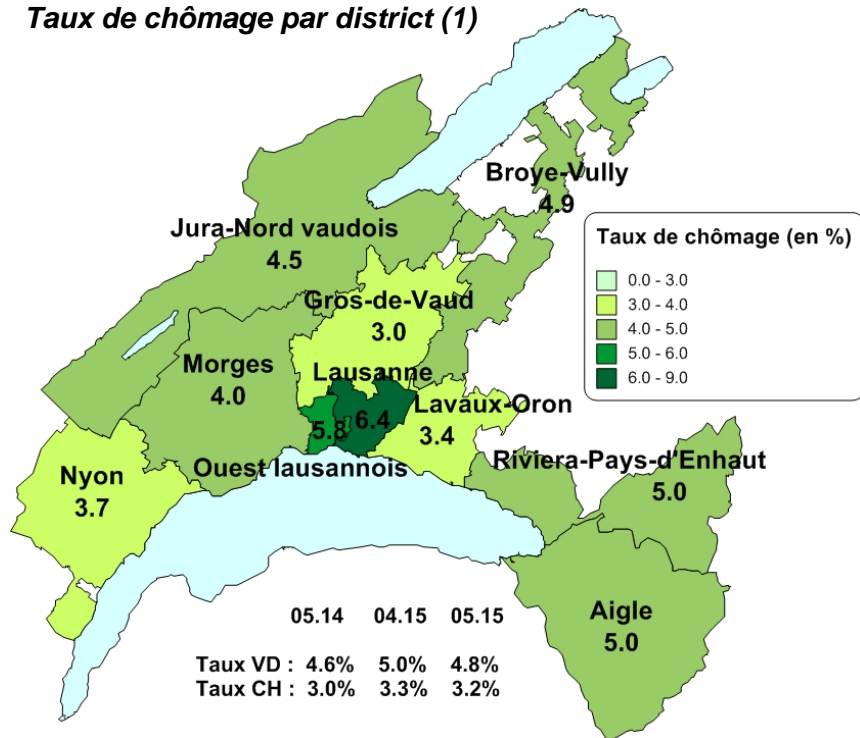 Taux de chômage par district (1)
Broye-Vully
4.9
Jura-Nord vaudois
4.5
Taux de chômage (en %)
0.0 - 3.0
3.0 - 4.0
4.0 - 5.0
5.0 - 6.0
6.0 - 9.0
Gros-de-Vaud
3.0
Morges
4.0
Lausanne
6.4
5.8
Lavaux-Oron
3.4
Ouest lausannois
Riviera-Pays-d'Enhaut
5.0
Nyon
3.7
Aigle
5.0
05.14 04.15 05.15
Taux VD : 4.6% 5.0% 4.8%
Taux CH : 3.0% 3.3% 3.2%